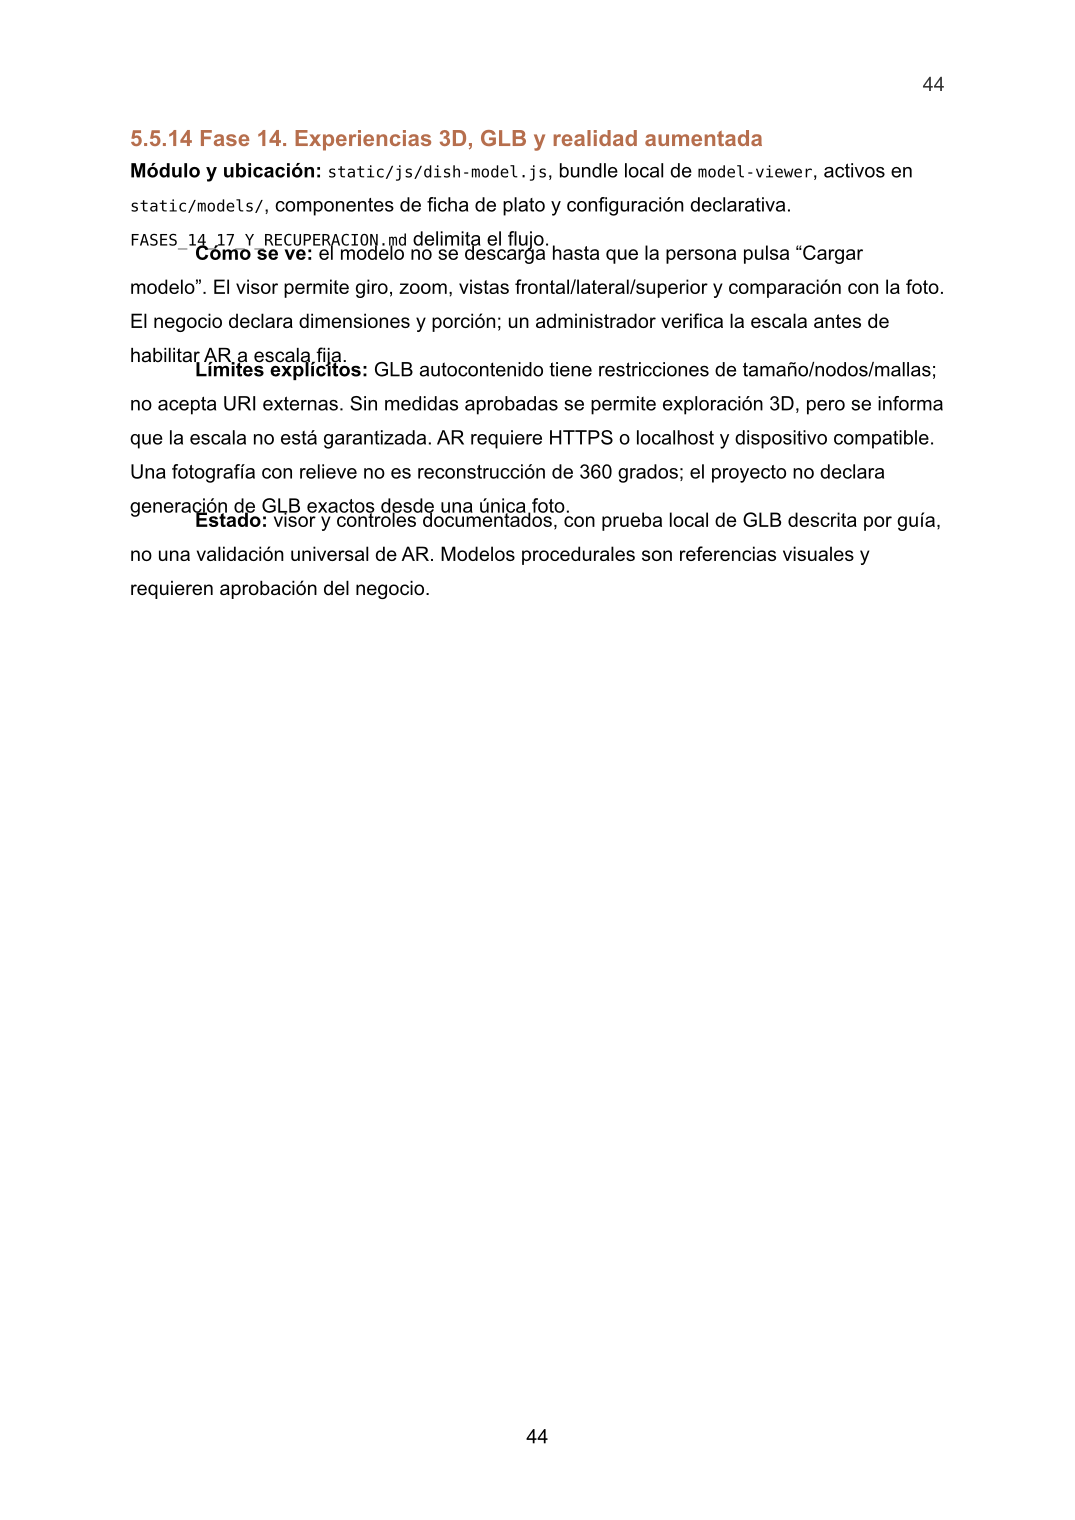 44
5.5.14 Fase 14. Experiencias 3D, GLB y realidad aumentada
Módulo y ubicación: static/js/dish-model.js, bundle local de model-viewer, activos en
static/models/, componentes de ficha de plato y configuración declarativa.
FASES_14_17_Y_RECUPERACION.md delimita el flujo.
Cómo se ve: el modelo no se descarga hasta que la persona pulsa “Cargar
modelo”. El visor permite giro, zoom, vistas frontal/lateral/superior y comparación con la foto.
El negocio declara dimensiones y porción; un administrador verifica la escala antes de
habilitar AR a escala fija.
Límites explícitos: GLB autocontenido tiene restricciones de tamaño/nodos/mallas;
no acepta URI externas. Sin medidas aprobadas se permite exploración 3D, pero se informa
que la escala no está garantizada. AR requiere HTTPS o localhost y dispositivo compatible.
Una fotografía con relieve no es reconstrucción de 360 grados; el proyecto no declara
generación de GLB exactos desde una única foto.
Estado: visor y controles documentados, con prueba local de GLB descrita por guía,
no una validación universal de AR. Modelos procedurales son referencias visuales y
requieren aprobación del negocio.
44